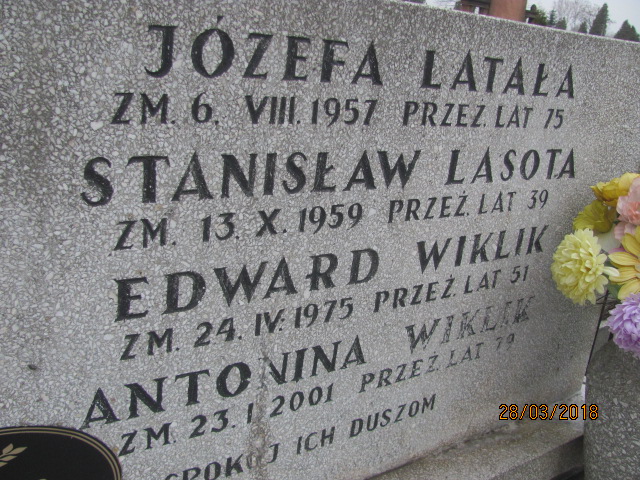 JÓZEFA LATAŁA
ZM. 6. VIII. 1957 PRZEŻ. LAT 75
STANISŁAW LASOTA
ZM. 13. X. 1959 PRZEŻ. LAT 39
EDWARD WIKLIK
ZM. 24. IV. 1975 PRZEŻ. LAT 51
ANTONINA WIKLIK
ZM. 23. I. 2001 PRZEŻ. LAT 79
SPOKÓJ ICH DUSZOM
28/03/2018